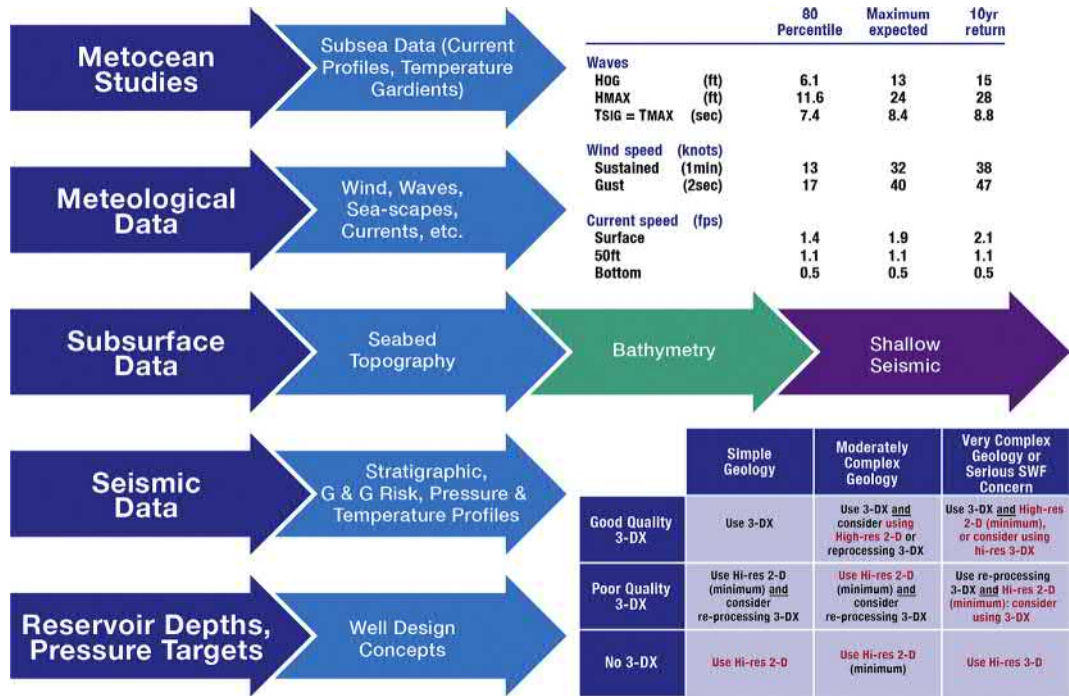 Metocean
Studies
Subsea Data (Current
Profiles, Temperature
Gardients)
80 Percentile Maximum expected 10yr return
Waves
HOG (ft) 6.1 13 15
HMAX (ft) 11.6 24 28
TSIG = TMAX (sec) 7.4 8.4 8.8
Wind speed (knots)
Sustained (1min) 13 32 38
Gust (2sec) 17 40 47
Current speed (fps)
Surface 1.4 1.9 2.1
50ft 1.1 1.1 1.1
Bottom 0.5 0.5 0.5
Meteological
Data
Wind, Waves,
Sea-scapes,
Currents, etc.
Subsurface
Data
Seabed
Topography
Bathymetry
Shallow
Seismic
Seismic
Data
Stratigraphic,
G & G Risk, Pressure &
Temperature Profiles
Reservoir Depths,
Pressure Targets
Well Design
Concepts
Simple
Geology
Moderately
Complex
Geology
Very Complex
Geology or
Serious SWF
Concern
Good Quality
3-DX
Use 3-DX
Use 3-DX and
consider using
High-res 2-D or
reprocessing 3-DX
Use 3-DX and High-res
2-D (minimum),
or consider using
hi-res 3-DX
Poor Quality
3-DX
Use Hi-res 2-D
(minimum) and
consider
re-processing 3-DX
Use Hi-res 2-D
(minimum) and
consider
re-processing 3-DX
Use re-processing
3-DX and Hi-res 2-D
(minimum): consider
using 3-DX
No 3-DX
Use Hi-res 2-D
Use Hi-res 2-D
(minimum)
Use Hi-res 3-D